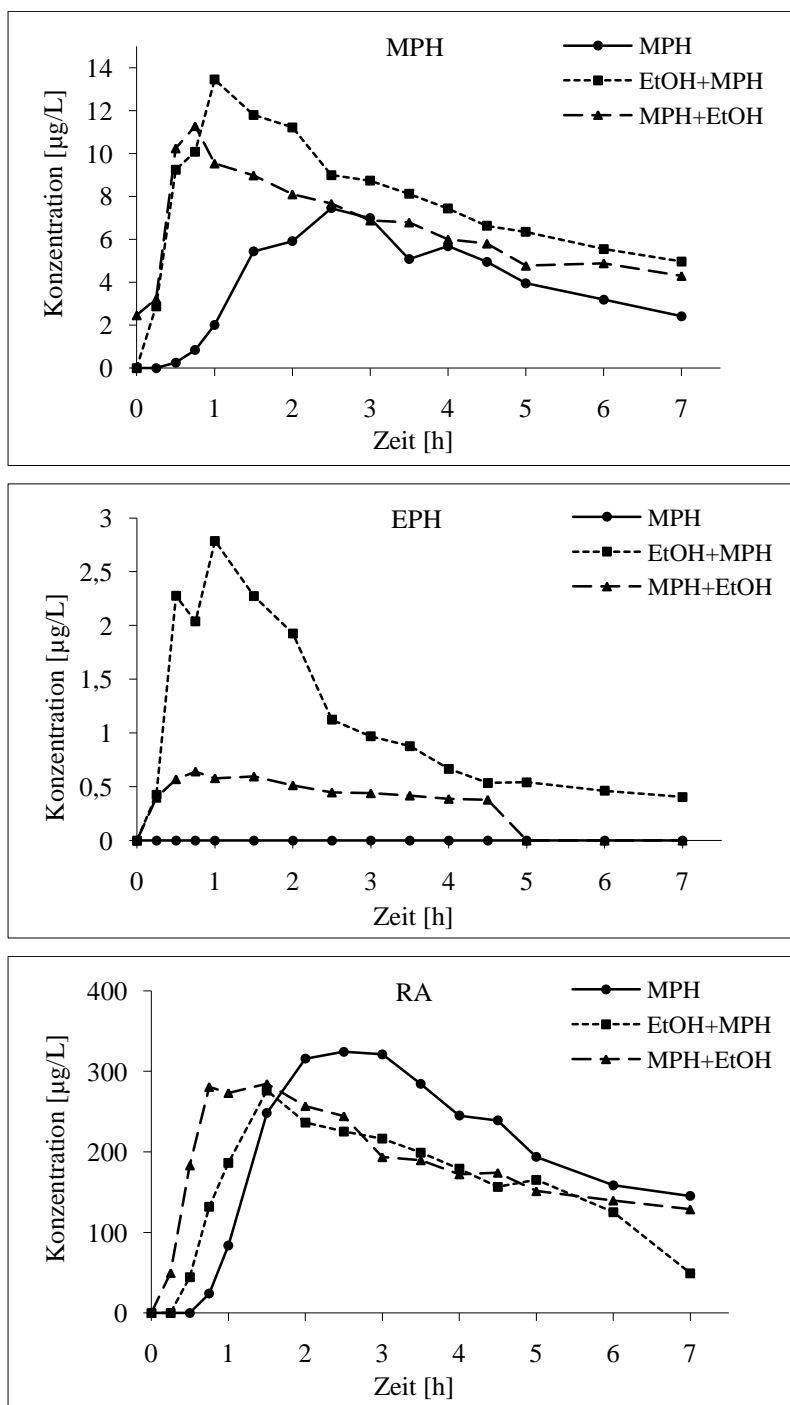 MPH
MPH
EtOH+MPH
MPH+EtOH
Konzentration [µg/L]
14
12
10
8
6
4
2
0
0 1 2 3 4 5 6 7
Zeit [h]
EPH
MPH
EtOH+MPH
MPH+EtOH
Konzentration [µg/L]
3
2,5
2
1,5
1
0,5
0
0 1 2 3 4 5 6 7
Zeit [h]
RA
MPH
EtOH+MPH
MPH+EtOH
Konzentration [µg/L]
400
300
200
100
0
0 1 2 3 4 5 6 7
Zeit [h]